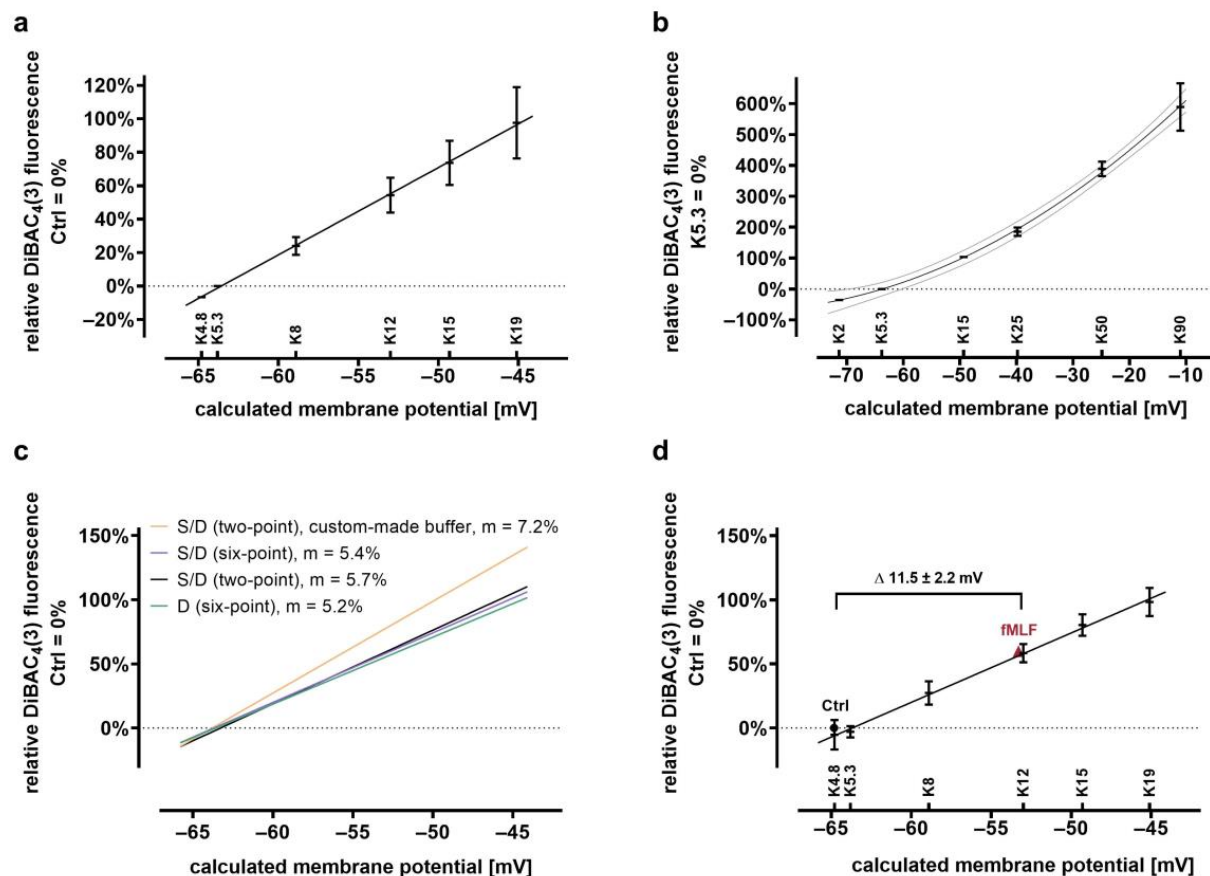 a
relative DiBAC₄(3) fluorescence
Ctrl = 0%
120%
100%
80%
60%
40%
20%
0%
–20%
K4.8
K5.3
K8
K12
K15
K19
–65
–60
–55
–50
–45
calculated membrane potential [mV]
b
relative DiBAC₄(3) fluorescence
K5.3 = 0%
600%
500%
400%
300%
200%
100%
0%
–100%
K2
K5.3
K15
K25
K50
K90
–70
–60
–50
–40
–30
–20
–10
calculated membrane potential [mV]
c
relative DiBAC₄(3) fluorescence
Ctrl = 0%
150%
100%
50%
0%
S/D (two-point), custom-made buffer, m = 7.2%
S/D (six-point), m = 5.4%
S/D (two-point), m = 5.7%
D (six-point), m = 5.2%
–65
–60
–55
–50
–45
calculated membrane potential [mV]
d
relative DiBAC₄(3) fluorescence
Ctrl = 0%
150%
100%
50%
0%
Δ 11.5 ± 2.2 mV
fMLF
Ctrl
K4.8
K5.3
K8
K12
K15
K19
–65
–60
–55
–50
–45
calculated membrane potential [mV]